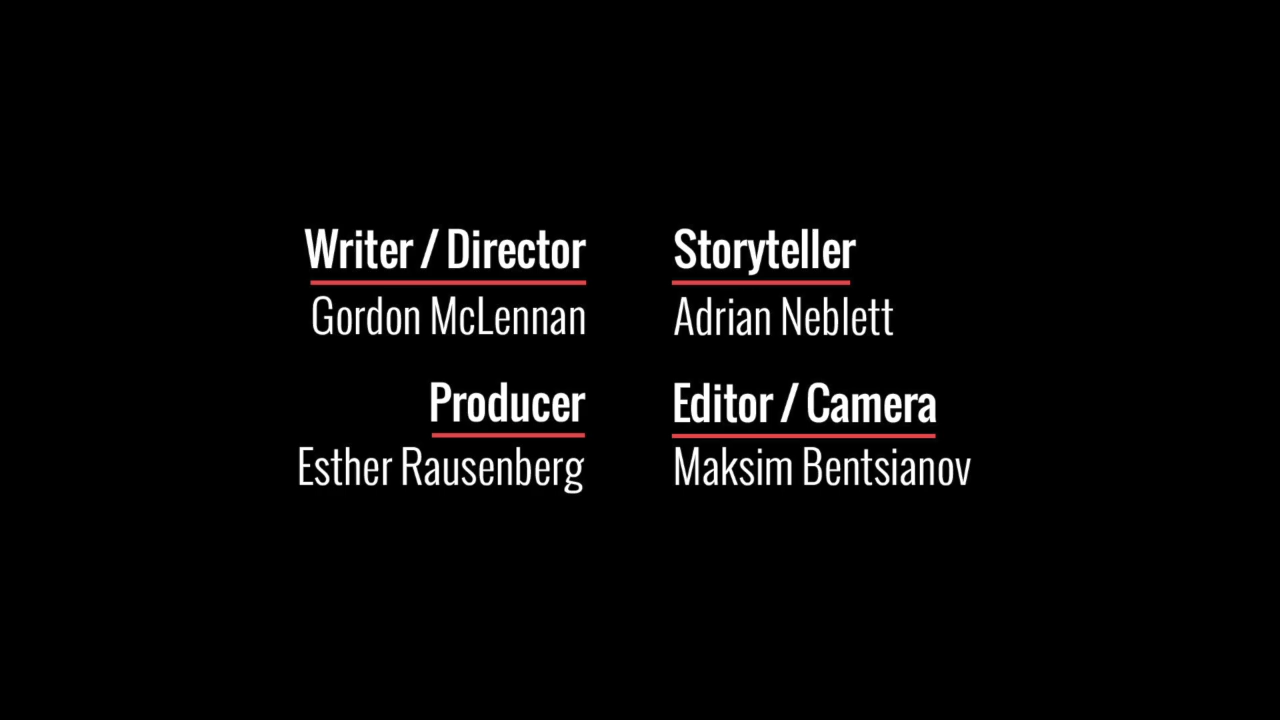 Writer / Director
Gordon McLennan
Storyteller
Adrian Neblett
Producer
Esther Rausenberg
Editor / Camera
Maksim Bentsianov